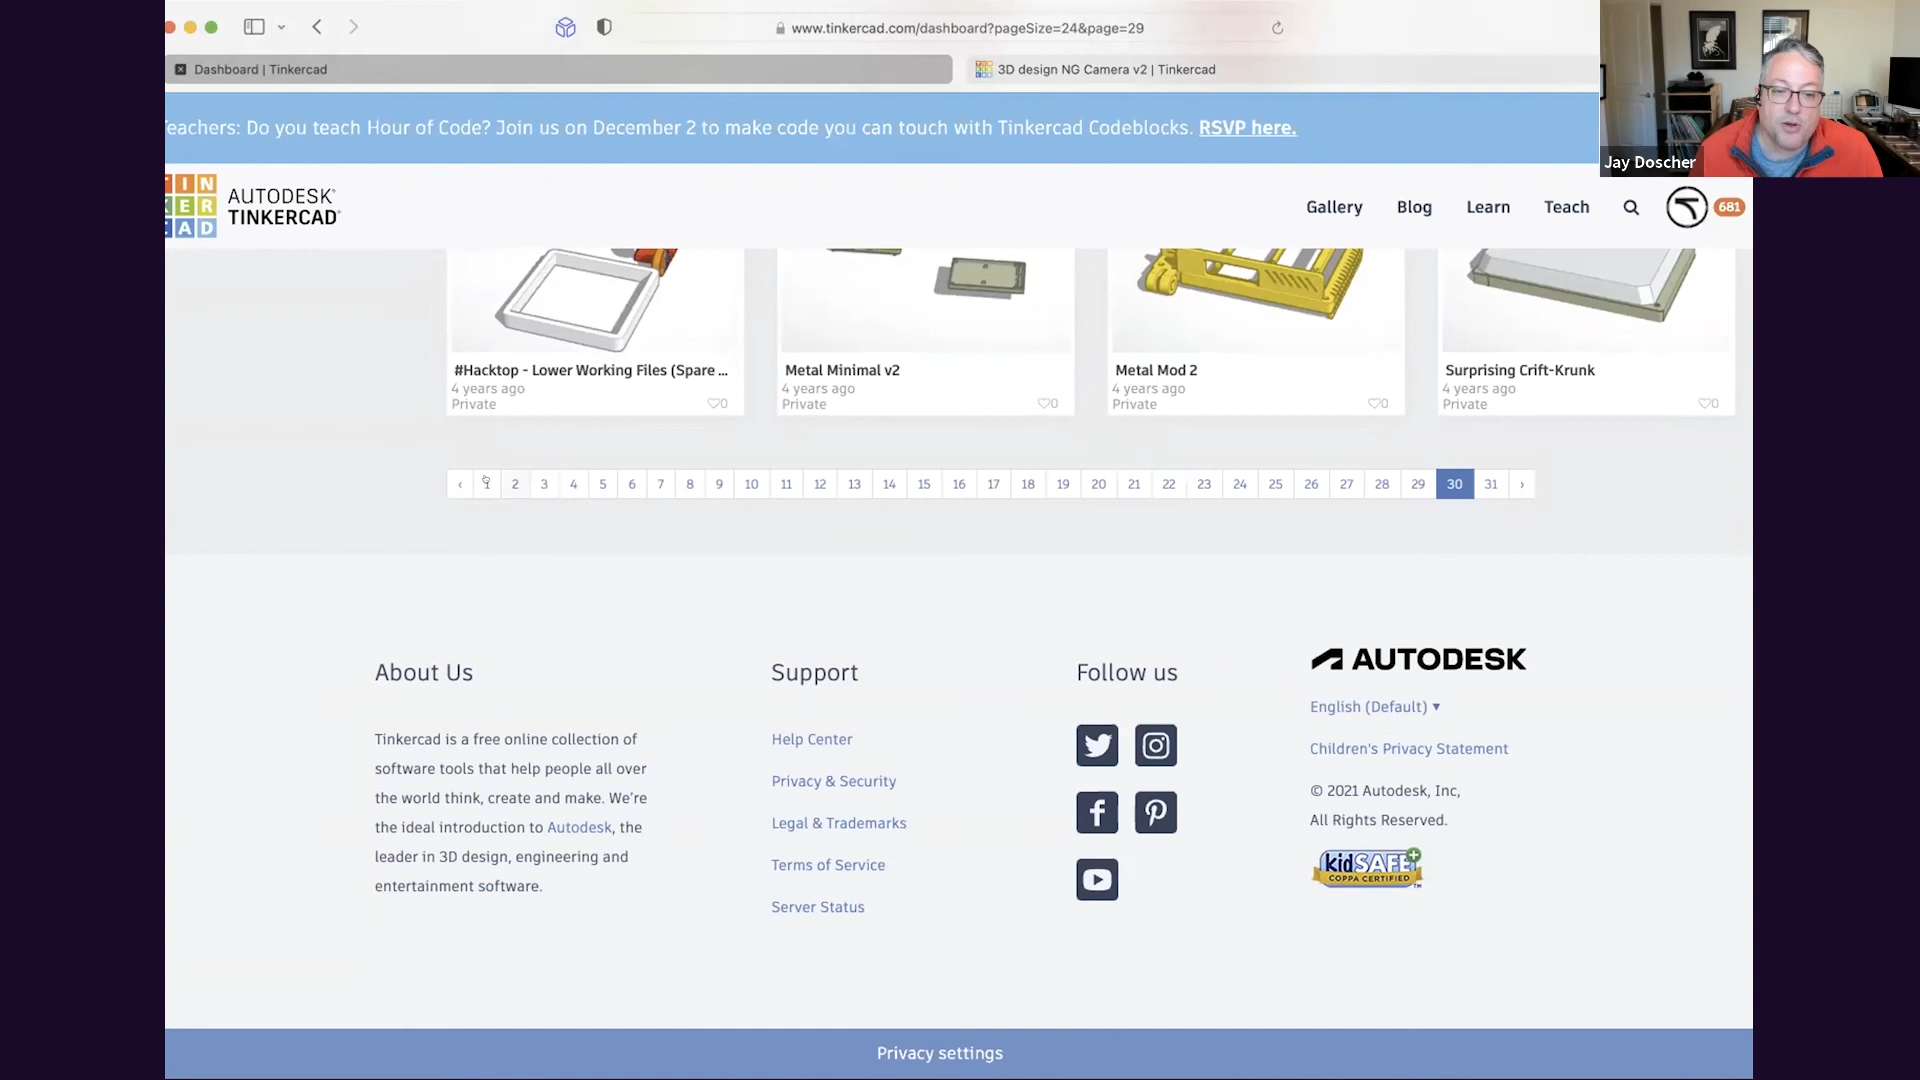 www.tinkercad.com/dashboard?pageSize=24&page=29
Dashboard | Tinkercad
3D design NG Camera v2 | Tinkercad
Teachers: Do you teach Hour of Code? Join us on December 2 to make code you can touch with Tinkercad Codeblocks. RSVP here.
Jay Doscher
TIN
KER
CAD
AUTODESK®
TINKERCAD®
Gallery Blog Learn Teach 681
#Hacktop - Lower Working Files (Spare ...
4 years ago
Private
0
Metal Minimal v2
4 years ago
Private
0
Metal Mod 2
4 years ago
Private
0
Surprising Crift-Krunk
4 years ago
Private
0
‹ 1 2 3 4 5 6 7 8 9 10 11 12 13 14 15 16 17 18 19 20 21 22 23 24 25 26 27 28 29 30 31 ›
About Us
Tinkercad is a free online collection of
software tools that help people all over
the world think, create and make. We're
the ideal introduction to Autodesk, the
leader in 3D design, engineering and
entertainment software.
Support
Help Center
Privacy & Security
Legal & Trademarks
Terms of Service
Server Status
Follow us
AUTODESK
English (Default) ▾
Children's Privacy Statement
© 2021 Autodesk, Inc,
All Rights Reserved.
kidSAFE
COPPA CERTIFIED
TM
Privacy settings